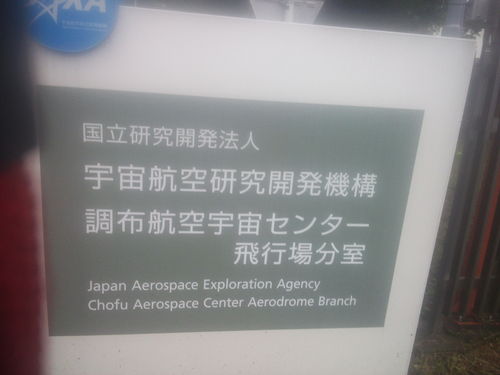 国立研究開発法人
宇宙航空研究開発機構
調布航空宇宙センター
飛行場分室
Japan Aerospace Exploration Agency
Chofu Aerospace Center Aerodrome Branch